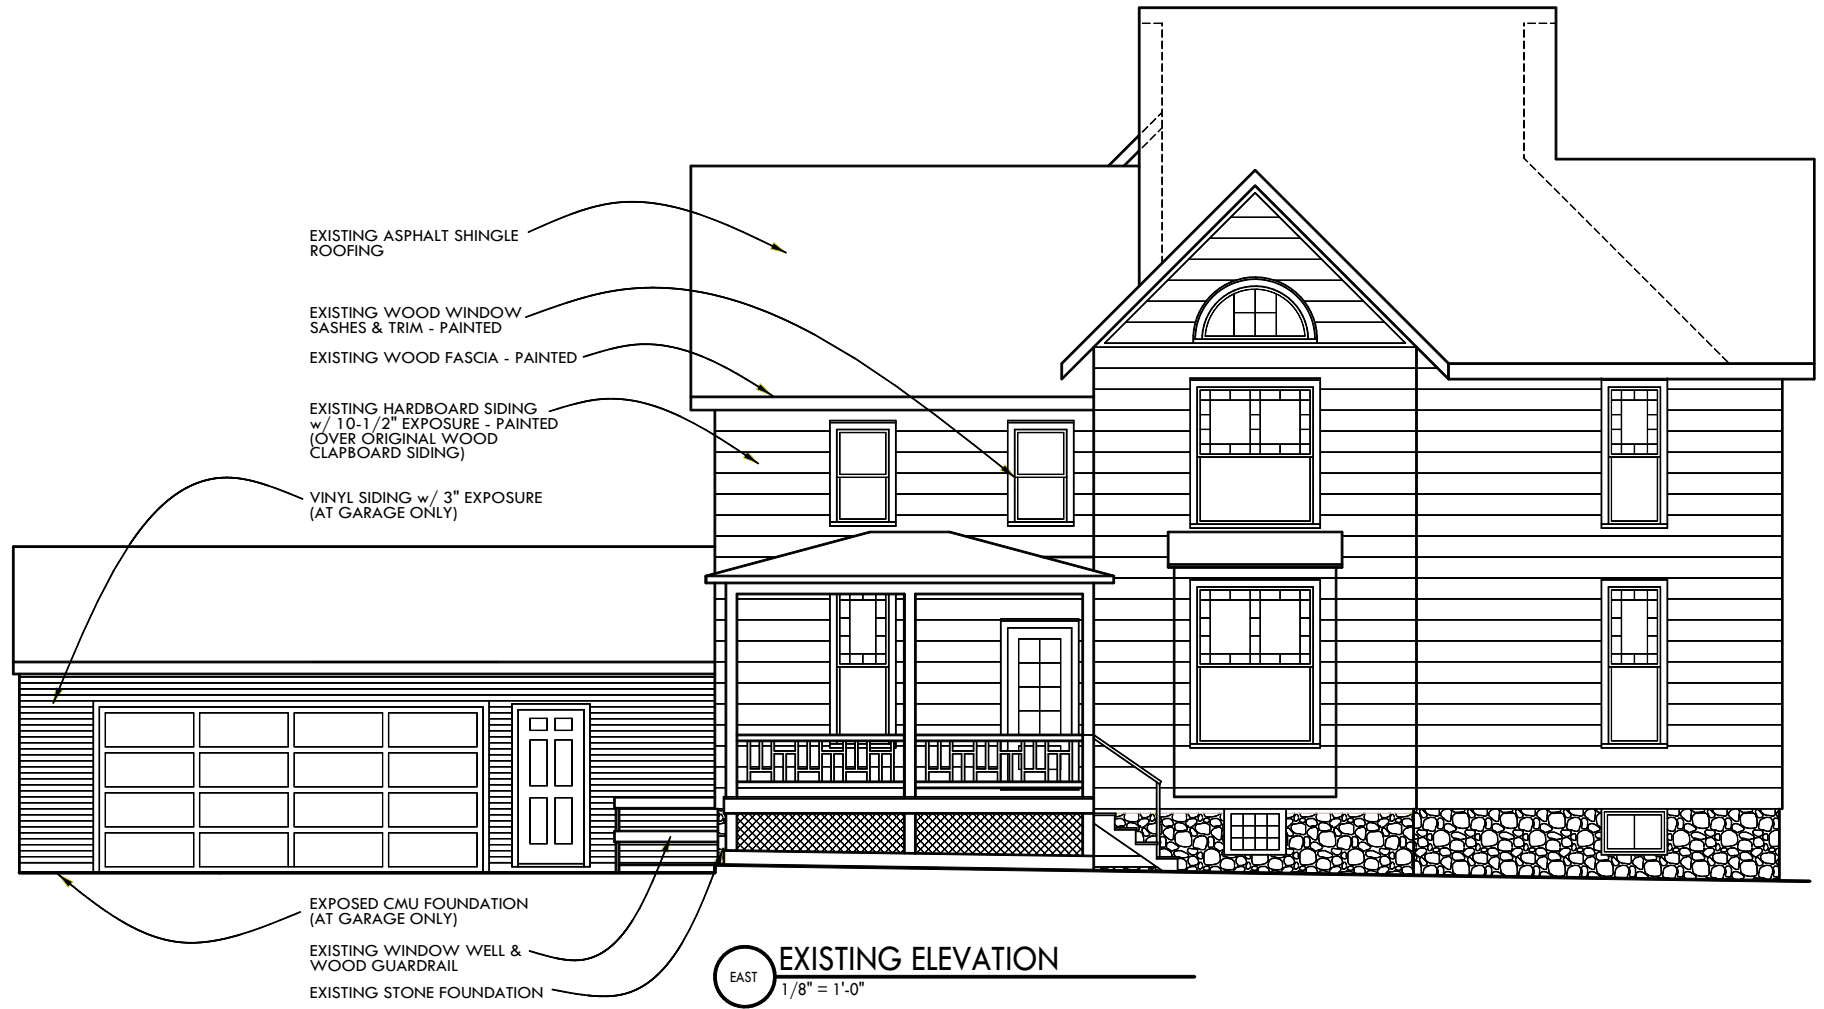 EXISTING ASPHALT SHINGLE
ROOFING
EXISTING WOOD WINDOW
SASHES & TRIM - PAINTED
EXISTING WOOD FASCIA - PAINTED
EXISTING HARDBOARD SIDING
w/ 10-1/2" EXPOSURE - PAINTED
(OVER ORIGINAL WOOD
CLAPBOARD SIDING)
VINYL SIDING w/ 3" EXPOSURE
(AT GARAGE ONLY)
EXPOSED CMU FOUNDATION
(AT GARAGE ONLY)
EXISTING WINDOW WELL &
WOOD GUARDRAIL
EXISTING STONE FOUNDATION
EAST
EXISTING ELEVATION
1/8" = 1'-0"